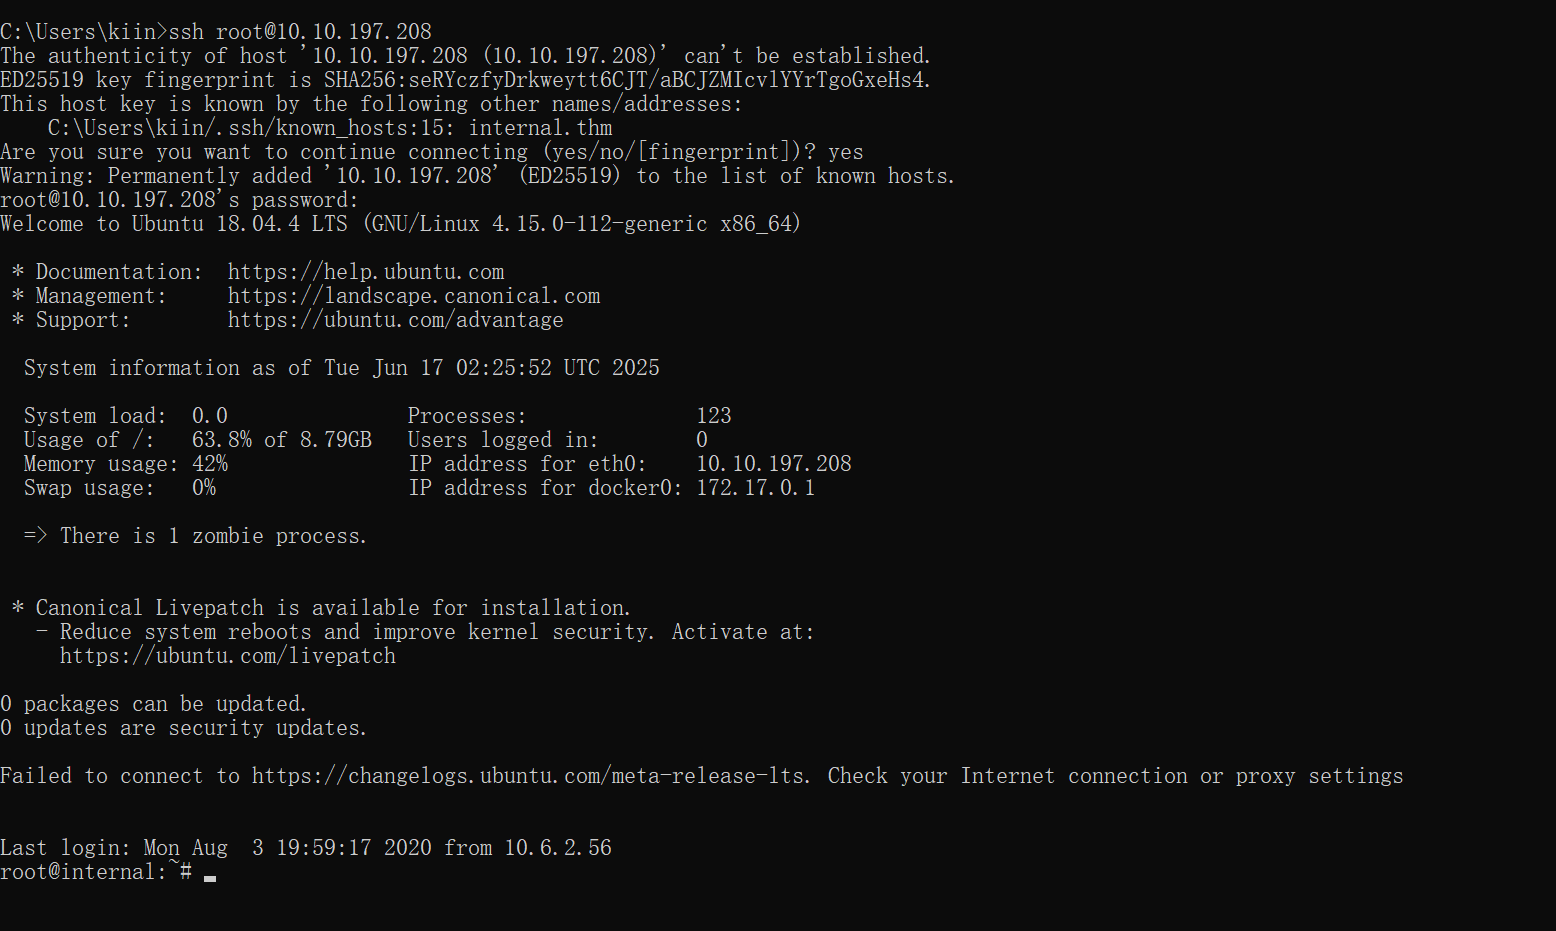 C:\Users\kiin>ssh root@10.10.197.208
The authenticity of host '10.10.197.208 (10.10.197.208)' can't be established.
ED25519 key fingerprint is SHA256:seRYczfyDrkweytt6CJT/aBCJZMIcvlYYrTgoGxeHs4.
This host key is known by the following other names/addresses:
    C:\Users\kiin/.ssh/known_hosts:15: internal.thm
Are you sure you want to continue connecting (yes/no/[fingerprint])? yes
Warning: Permanently added '10.10.197.208' (ED25519) to the list of known hosts.
root@10.10.197.208's password:
Welcome to Ubuntu 18.04.4 LTS (GNU/Linux 4.15.0-112-generic x86_64)

 * Documentation:  https://help.ubuntu.com
 * Management:     https://landscape.canonical.com
 * Support:        https://ubuntu.com/advantage

  System information as of Tue Jun 17 02:25:52 UTC 2025

  System load:  0.0               Processes:              123
  Usage of /:   63.8% of 8.79GB   Users logged in:        0
  Memory usage: 42%               IP address for eth0:    10.10.197.208
  Swap usage:   0%                IP address for docker0: 172.17.0.1

  => There is 1 zombie process.


 * Canonical Livepatch is available for installation.
   - Reduce system reboots and improve kernel security. Activate at:
     https://ubuntu.com/livepatch

0 packages can be updated.
0 updates are security updates.

Failed to connect to https://changelogs.ubuntu.com/meta-release-lts. Check your Internet connection or proxy settings


Last login: Mon Aug  3 19:59:17 2020 from 10.6.2.56
root@internal:~#